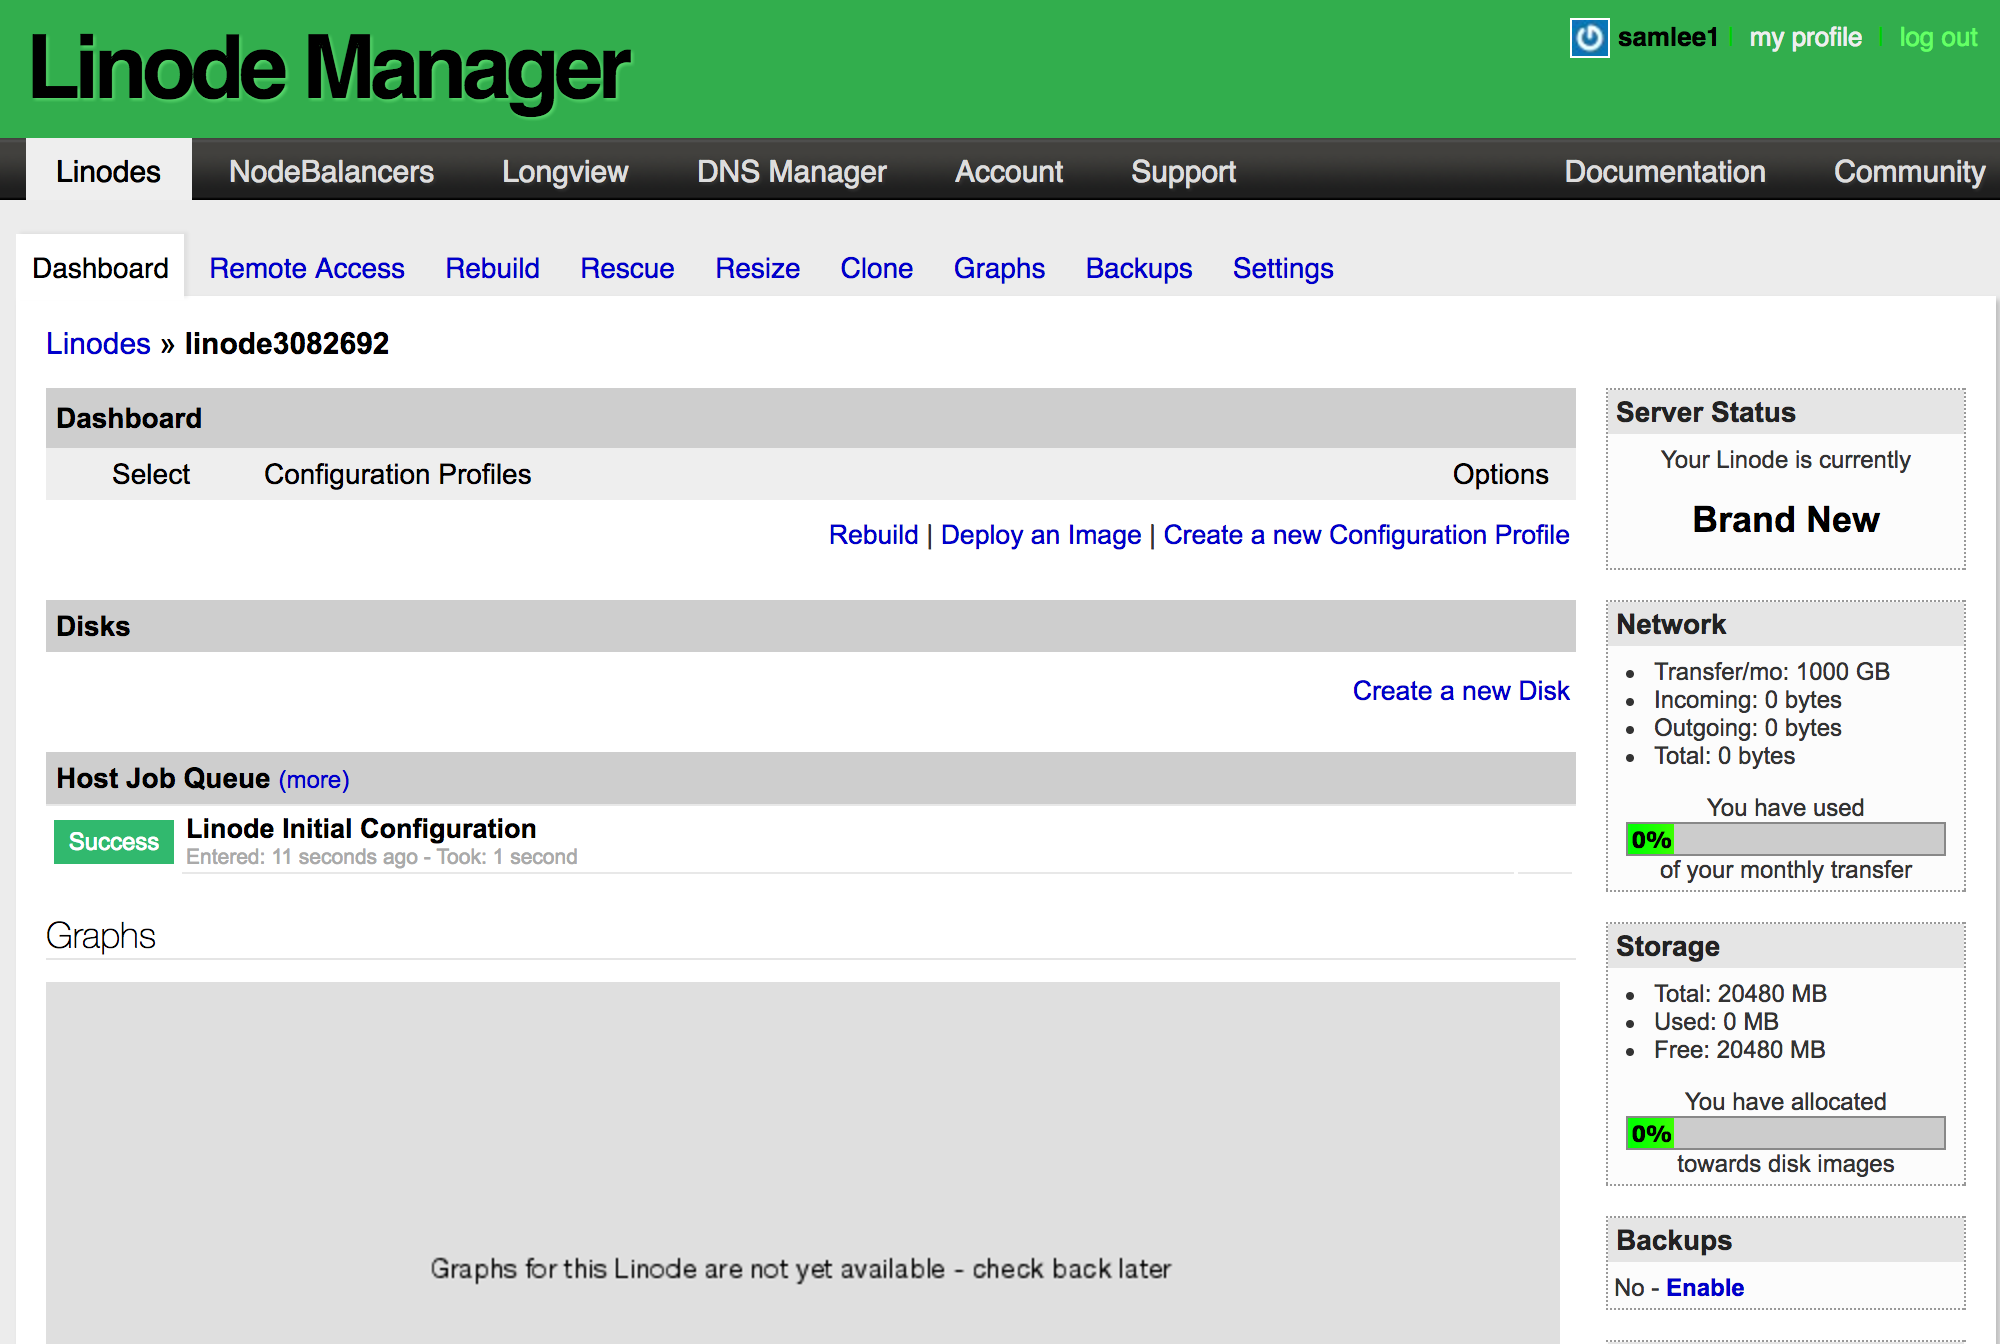 Linode Manager
samlee1 my profile log out
Linodes NodeBalancers Longview DNS Manager Account Support Documentation Community
Dashboard Remote Access Rebuild Rescue Resize Clone Graphs Backups Settings
Linodes » linode3082692
Dashboard
Select Configuration Profiles Options
Rebuild | Deploy an Image | Create a new Configuration Profile
Disks
Create a new Disk
Host Job Queue (more)
Success
Linode Initial Configuration
Entered: 11 seconds ago - Took: 1 second
Graphs
Graphs for this Linode are not yet available - check back later
Server Status
Your Linode is currently
Brand New
Network
• Transfer/mo: 1000 GB
• Incoming: 0 bytes
• Outgoing: 0 bytes
• Total: 0 bytes
You have used
0%
of your monthly transfer
Storage
• Total: 20480 MB
• Used: 0 MB
• Free: 20480 MB
You have allocated
0%
towards disk images
Backups
No - Enable